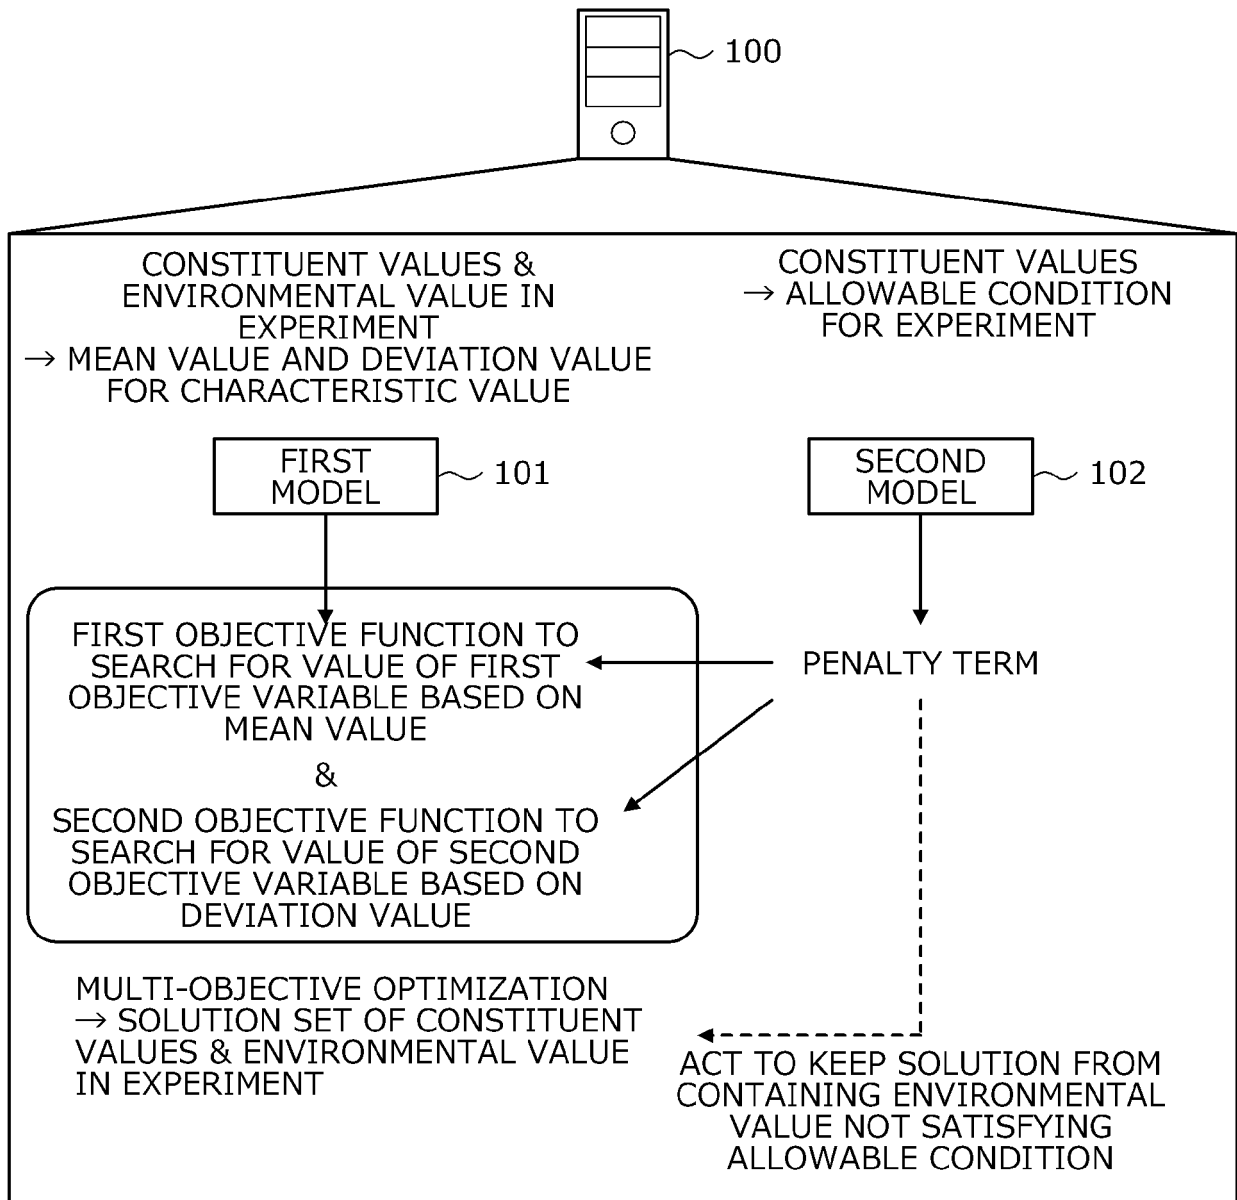 100
CONSTITUENT VALUES &
ENVIRONMENTAL VALUE IN
EXPERIMENT
→ MEAN VALUE AND DEVIATION VALUE
FOR CHARACTERISTIC VALUE
CONSTITUENT VALUES
→ ALLOWABLE CONDITION
FOR EXPERIMENT
FIRST
MODEL
101
SECOND
MODEL
102
FIRST OBJECTIVE FUNCTION TO
SEARCH FOR VALUE OF FIRST
OBJECTIVE VARIABLE BASED ON
MEAN VALUE
&
SECOND OBJECTIVE FUNCTION TO
SEARCH FOR VALUE OF SECOND
OBJECTIVE VARIABLE BASED ON
DEVIATION VALUE
PENALTY TERM
MULTI-OBJECTIVE OPTIMIZATION
→ SOLUTION SET OF CONSTITUENT
VALUES & ENVIRONMENTAL VALUE
IN EXPERIMENT
ACT TO KEEP SOLUTION FROM
CONTAINING ENVIRONMENTAL
VALUE NOT SATISFYING
ALLOWABLE CONDITION